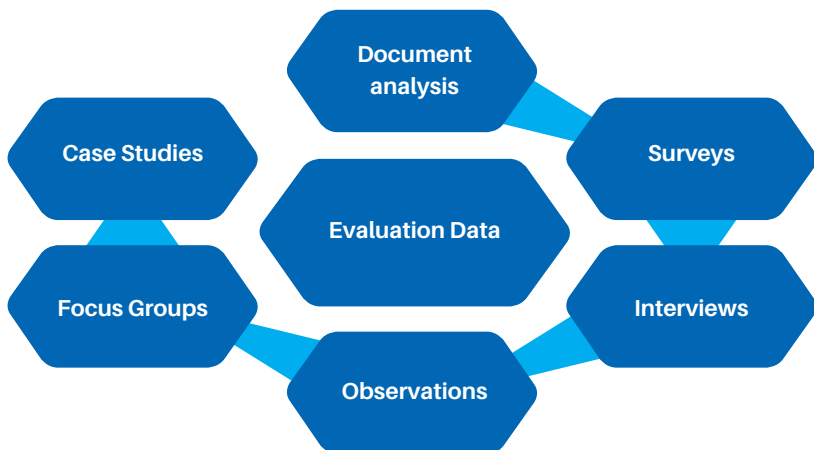 Document
analysis
Case Studies
Surveys
Evaluation Data
Focus Groups
Interviews
Observations